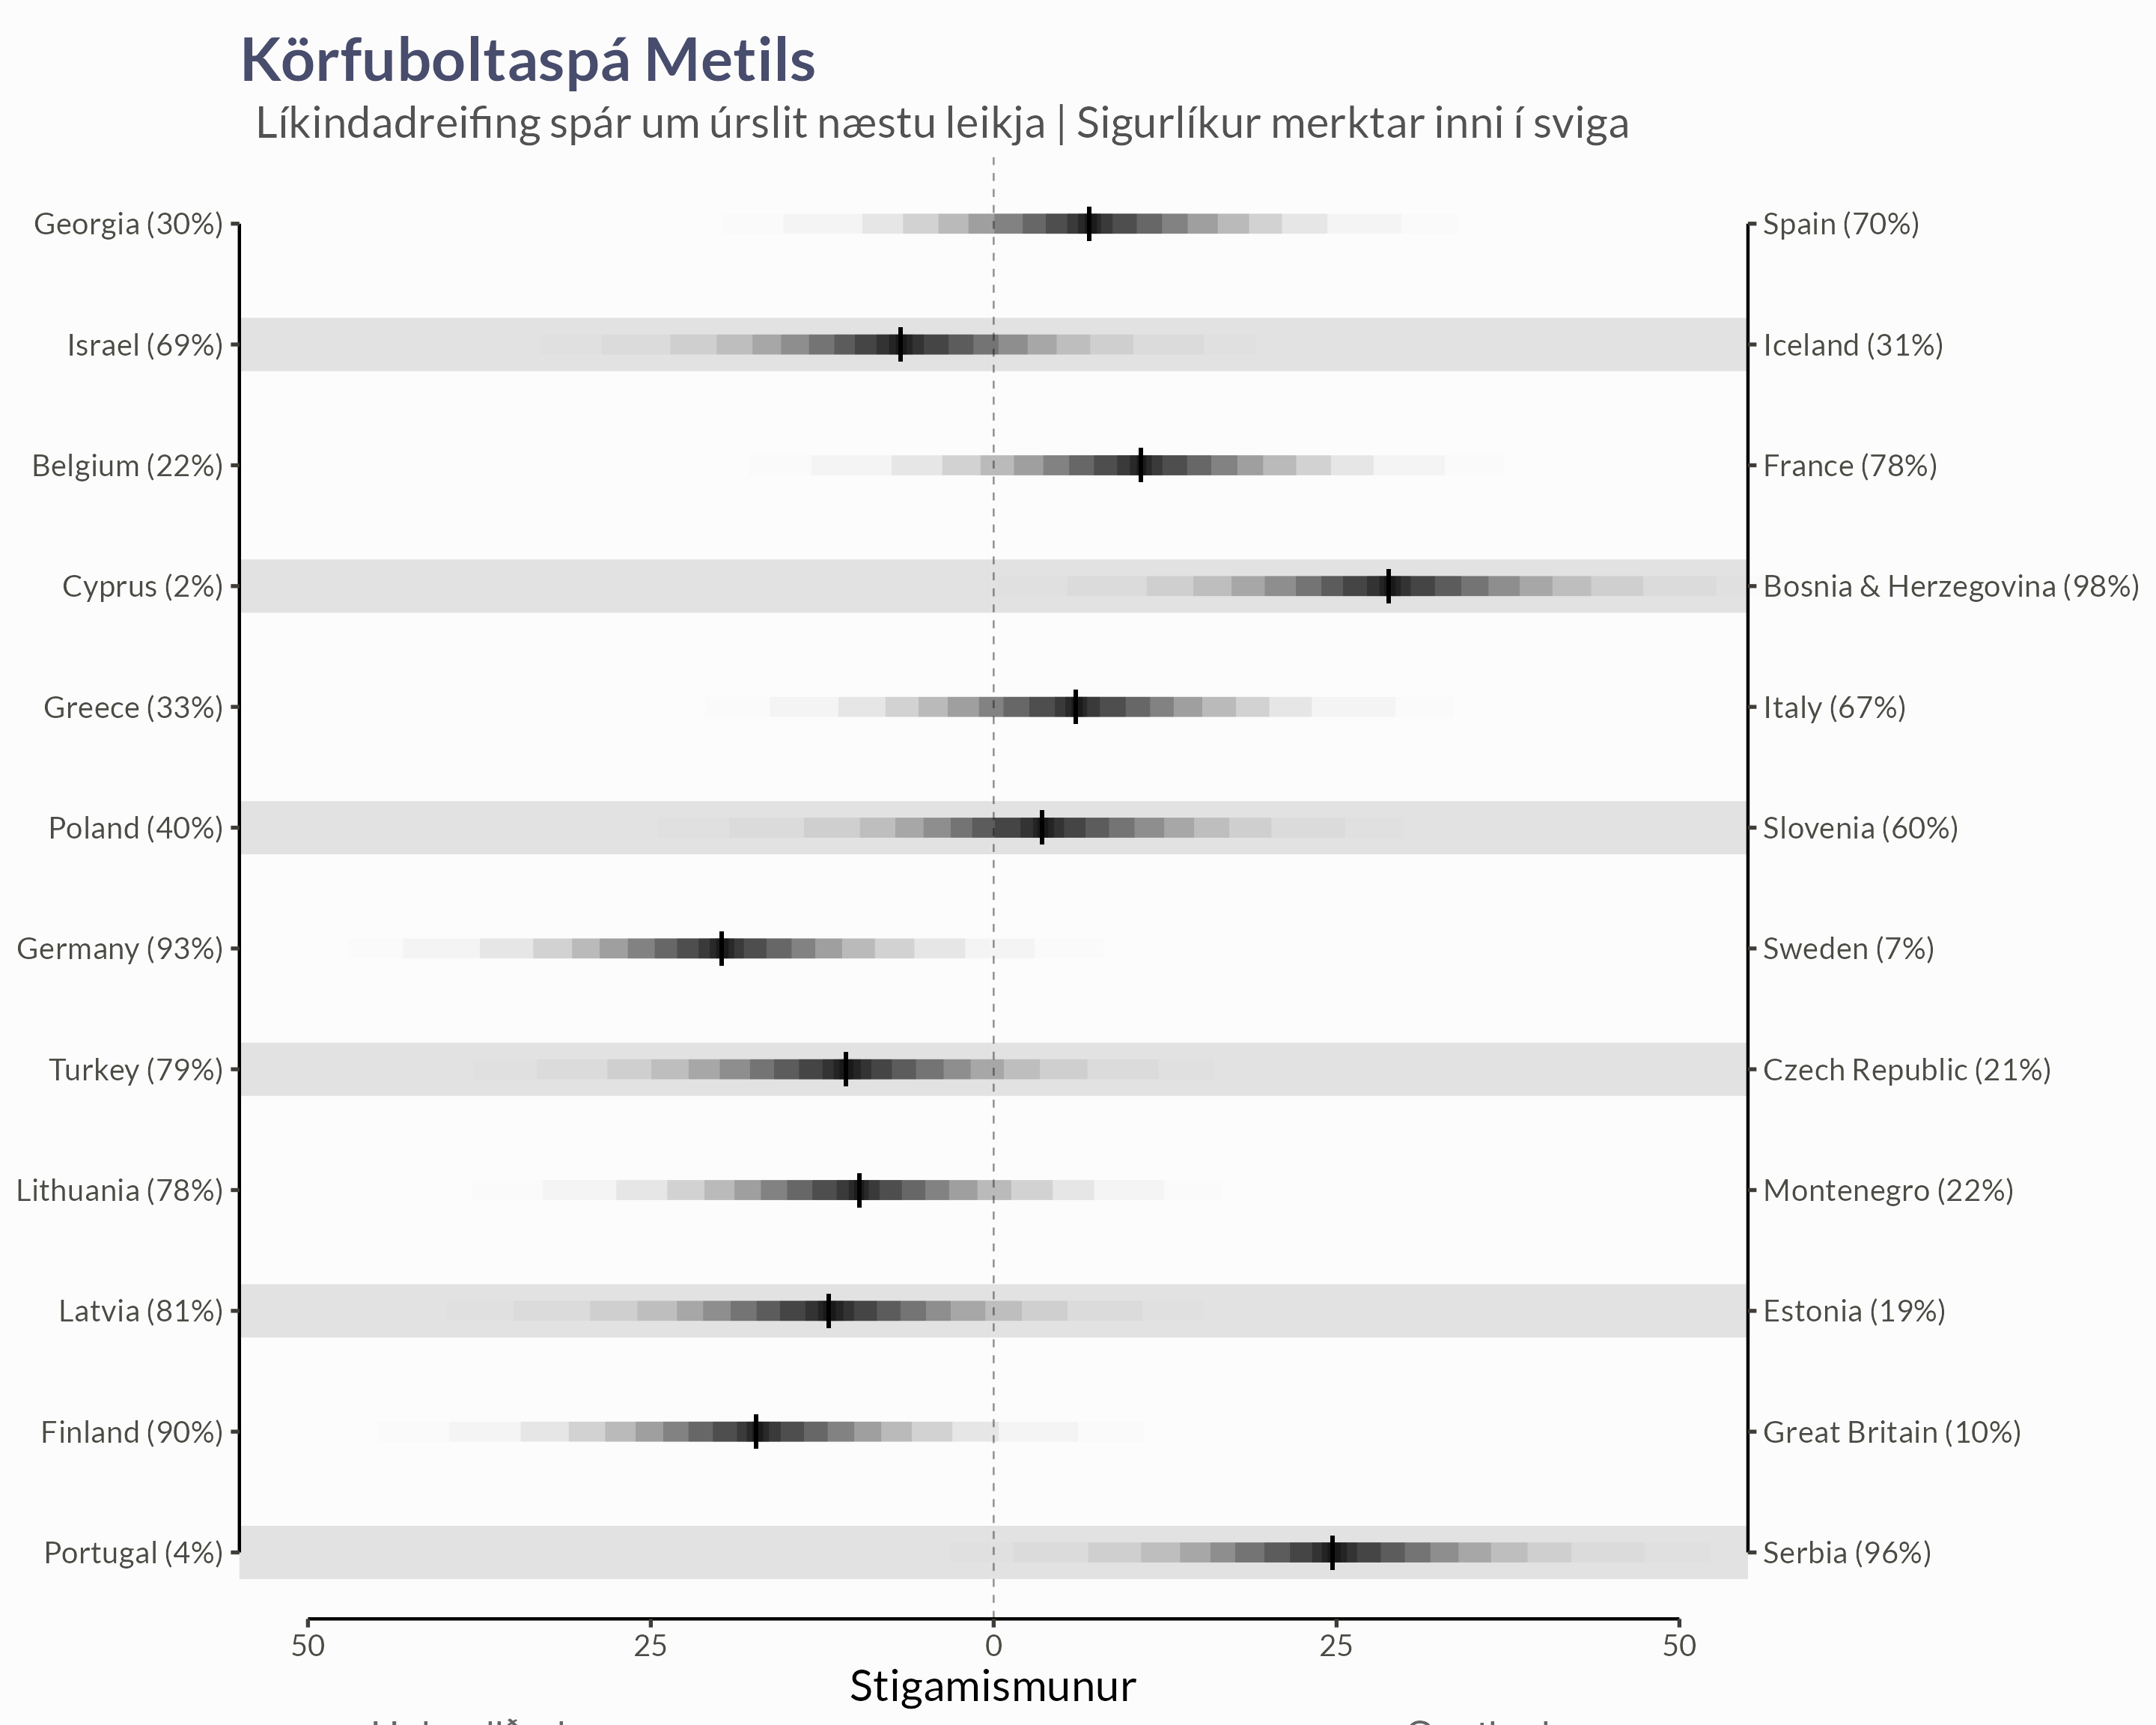 Körfuboltaspá Metils
Líkindadreifing spár um úrslit næstu leikja | Sigurlíkur merktar inni í sviga
Georgia (30%) Spain (70%)
Israel (69%) Iceland (31%)
Belgium (22%) France (78%)
Cyprus (2%) Bosnia & Herzegovina (98%)
Greece (33%) Italy (67%)
Poland (40%) Slovenia (60%)
Germany (93%) Sweden (7%)
Turkey (79%) Czech Republic (21%)
Lithuania (78%) Montenegro (22%)
Latvia (81%) Estonia (19%)
Finland (90%) Great Britain (10%)
Portugal (4%) Serbia (96%)
50 25 0 25 50
Stigamismunur